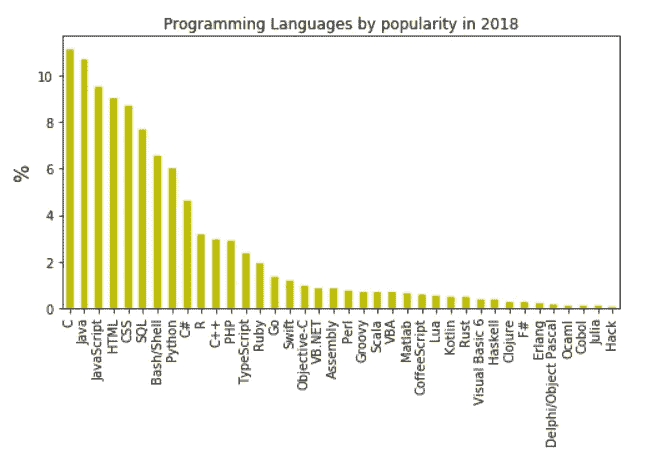 Programming Languages by popularity in 2018
%
10
8
6
4
2
0
C
Java
JavaScript
HTML
CSS
SQL
Bash/Shell
Python
C#
R
C++
PHP
TypeScript
Ruby
Go
Swift
Objective-C
VB.NET
Assembly
Perl
Groovy
Scala
VBA
Matlab
CoffeeScript
Lua
Kotlin
Rust
Visual Basic 6
Haskell
Clojure
F#
Erlang
Delphi/Object Pascal
Ocaml
Cobol
Julia
Hack